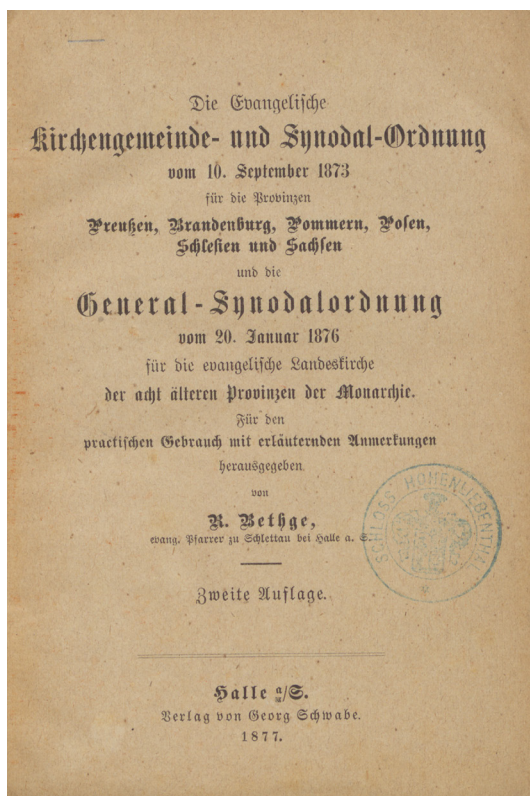 Die Evangelische
Kirchengemeinde- und Synodal-Ordnung
vom 10. September 1873
für die Provinzen
Preußen, Brandenburg, Pommern, Posen,
Schlesien und Sachsen
und die
General-Synodalordnung
vom 20. Januar 1876
für die evangelische Landeskirche
der acht älteren Provinzen der Monarchie.
Für den
practischen Gebrauch mit erläuternden Anmerkungen
herausgegeben
von
R. Bethge,
evang. Pfarrer zu Schlettau bei Halle a. S.
SCHLOSS HOHENLIEBENTHAL
Zweite Auflage.
Halle a/S.
Verlag von Georg Schwabe.
1877.